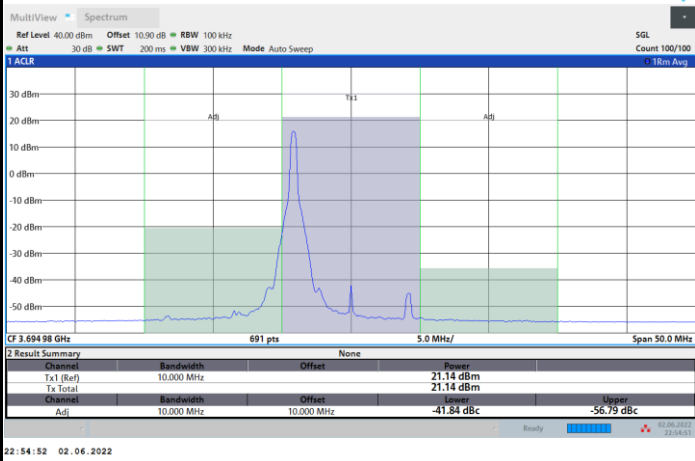 MultiView Spectrum
Ref Level 40.00 dBm Offset 10.90 dB RBW 100 kHz SGL
Att 30 dB SWT 200 ms VBW 300 kHz Mode Auto Sweep Count 100/100
1 ACLR 1Rm Avg
30 dBm
Tx1
20 dBm Adj Adj
10 dBm
0 dBm
-10 dBm
-20 dBm
-30 dBm
-40 dBm
-50 dBm
CF 3.694 98 GHz 691 pts 5.0 MHz/ Span 50.0 MHz
2 Result Summary None
Channel Bandwidth Offset Power
Tx1 (Ref) 10.000 MHz 21.14 dBm
Tx Total 21.14 dBm
Channel Bandwidth Offset Lower Upper
Adj 10.000 MHz 10.000 MHz -41.84 dBc -56.79 dBc
Ready 02.06.2022
22:54:51
22:54:52 02.06.2022